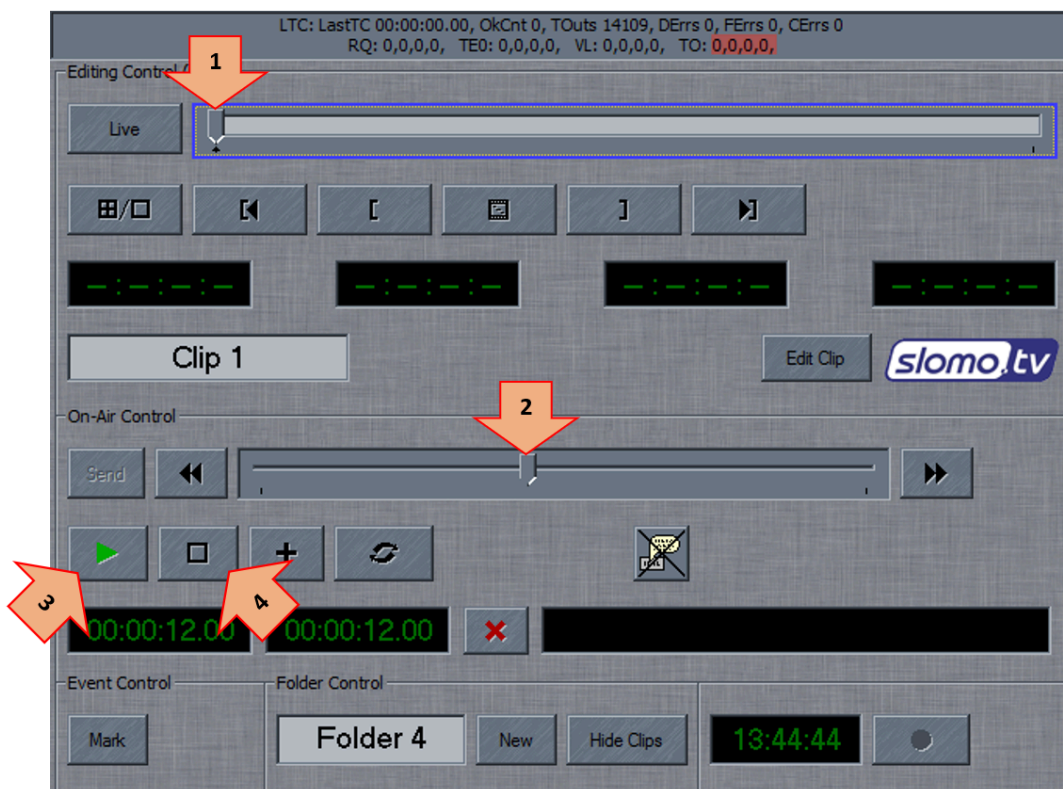 LTC: LastTC 00:00:00.00, OkCnt 0, TOuts 14109, DErrs 0, FErrs 0, CErrs 0
RQ: 0,0,0,0, TE0: 0,0,0,0, VL: 0,0,0,0, TO: 0,0,0,0,
1
Editing Control
Live
[ ]
--:--:--:-- --:--:--:-- --:--:--:-- --:--:--:--
Clip 1 Edit Clip slomo.tv
On-Air Control 2
Send
3 4
00:00:12.00 00:00:12.00
Event Control Folder Control
Mark Folder 4 New Hide Clips 13:44:44